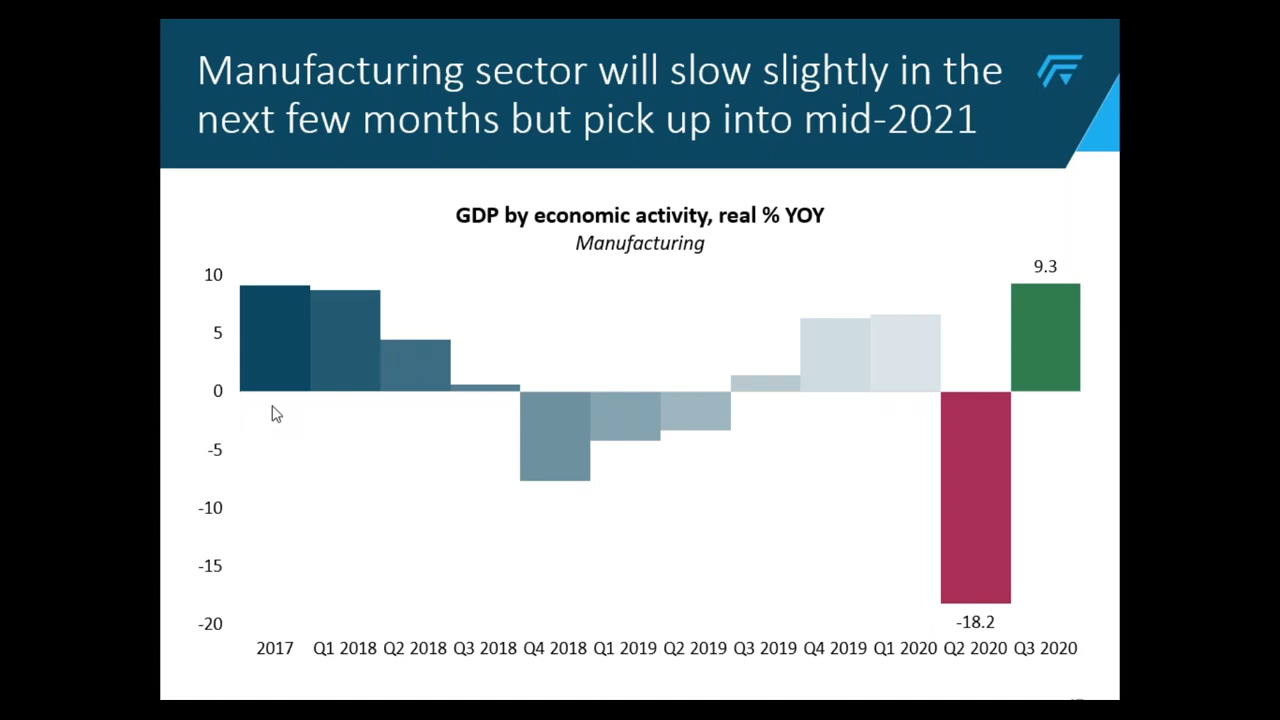 Manufacturing sector will slow slightly in the
next few months but pick up into mid-2021
GDP by economic activity, real % YOY
Manufacturing
9.3
10
5
0
-5
-10
-15
-20
-18.2
2017 Q1 2018 Q2 2018 Q3 2018 Q4 2018 Q1 2019 Q2 2019 Q3 2019 Q4 2019 Q1 2020 Q2 2020 Q3 2020